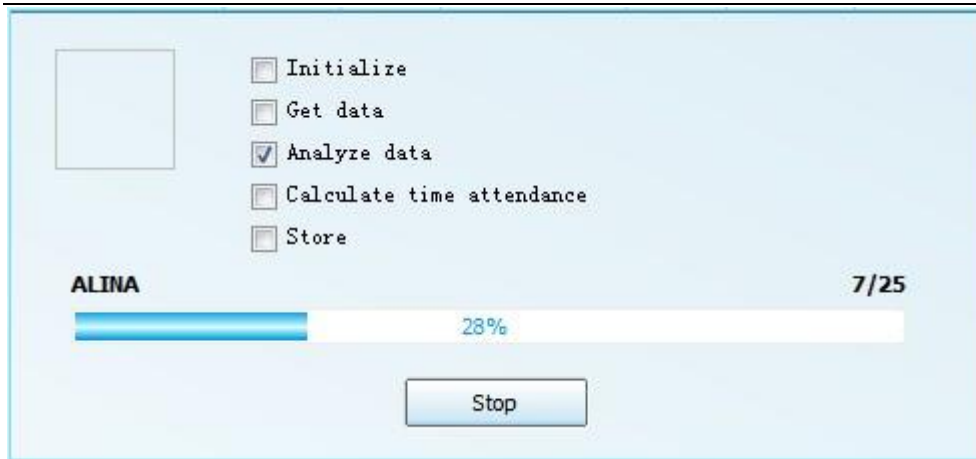 Initialize
Get data
Analyze data
Calculate time attendance
Store
ALINA 7/25
28%
Stop